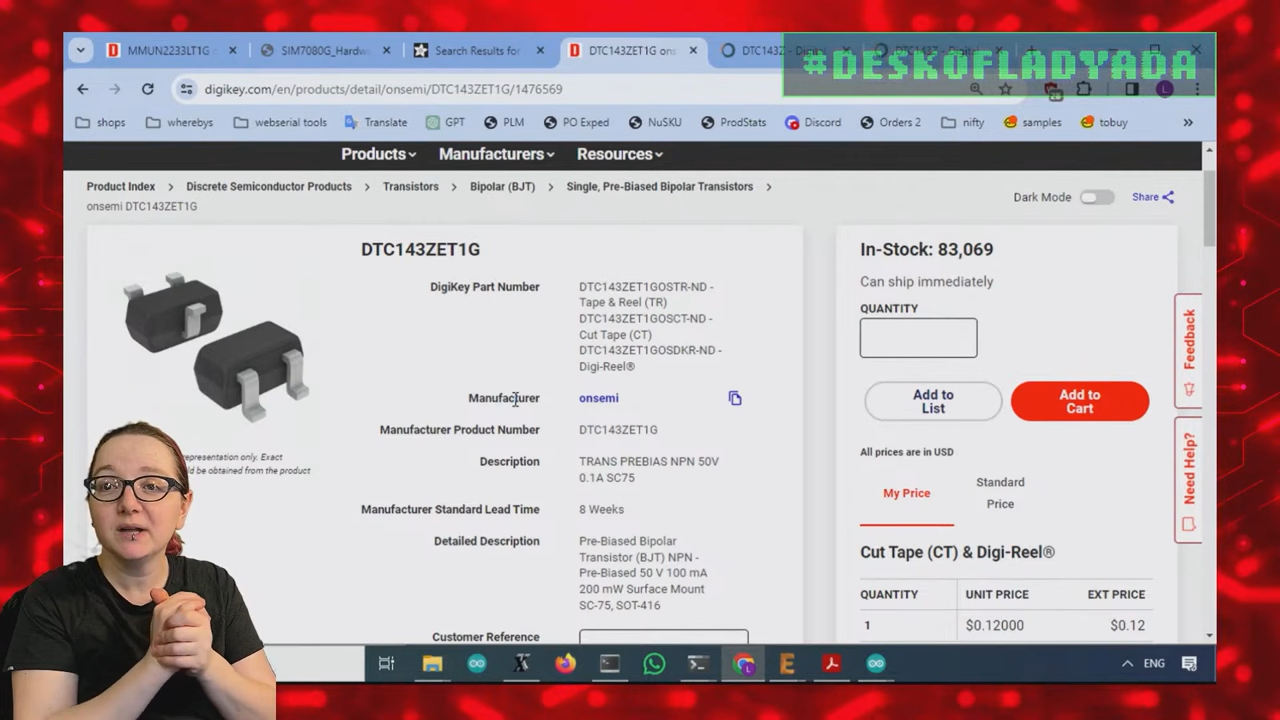 MMUN2233LT1G
SIM7080G_Hardw
Search Results for
DTC143ZET1G ons
#DESKOFLADYADA
digikey.com/en/products/detail/onsemi/DTC143ZET1G/1476569
shops
wherebys
webserial tools
Translate
GPT
PLM
PO Exped
NuSKU
ProdStats
Discord
Orders 2
nifty
samples
tobuy
Products
Manufacturers
Resources
Product Index > Discrete Semiconductor Products > Transistors > Bipolar (BJT) > Single, Pre-Biased Bipolar Transistors >
onsemi DTC143ZET1G
Dark Mode
Share
DTC143ZET1G
DigiKey Part Number
DTC143ZET1GOSTR-ND -
Tape & Reel (TR)
DTC143ZET1GOSCT-ND -
Cut Tape (CT)
DTC143ZET1GOSDKR-ND -
Digi-Reel®
Manufacturer
onsemi
Manufacturer Product Number
DTC143ZET1G
Description
TRANS PREBIAS NPN 50V
0.1A SC75
Manufacturer Standard Lead Time
8 Weeks
Detailed Description
Pre-Biased Bipolar
Transistor (BJT) NPN -
Pre-Biased 50 V 100 mA
200 mW Surface Mount
SC-75, SOT-416
Customer Reference
representation only. Exact
be obtained from the product
In-Stock: 83,069
Can ship immediately
QUANTITY
Add to
List
Add to
Cart
All prices are in USD
My Price
Standard
Price
Cut Tape (CT) & Digi-Reel®
QUANTITY UNIT PRICE EXT PRICE
1 $0.12000 $0.12
Feedback
Need Help?
ENG